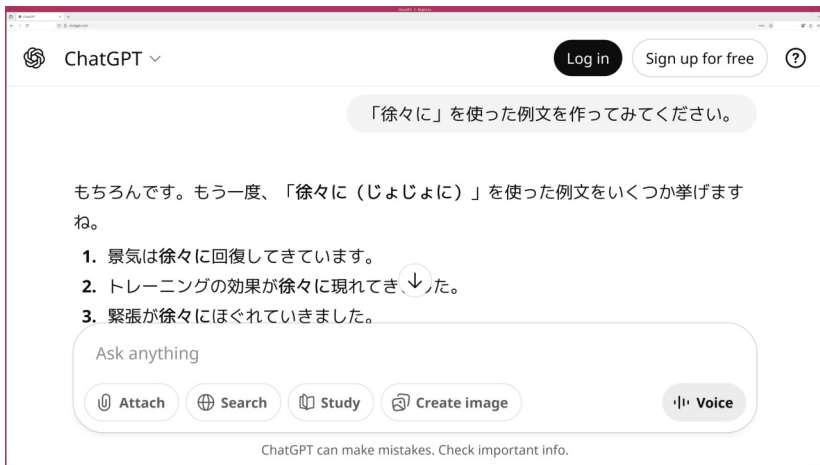 ChatGPT
Log in
Sign up for free
「徐々に」を使った例文を作ってみてください。
もちろんです。もう一度、「徐々に（じょじょに）」を使った例文をいくつか挙げます
ね。
1. 景気は徐々に回復してきています。
2. トレーニングの効果が徐々に現れてきました。
3. 緊張が徐々にほぐれていきました。
Ask anything
Attach
Search
Study
Create image
Voice
ChatGPT can make mistakes. Check important info.